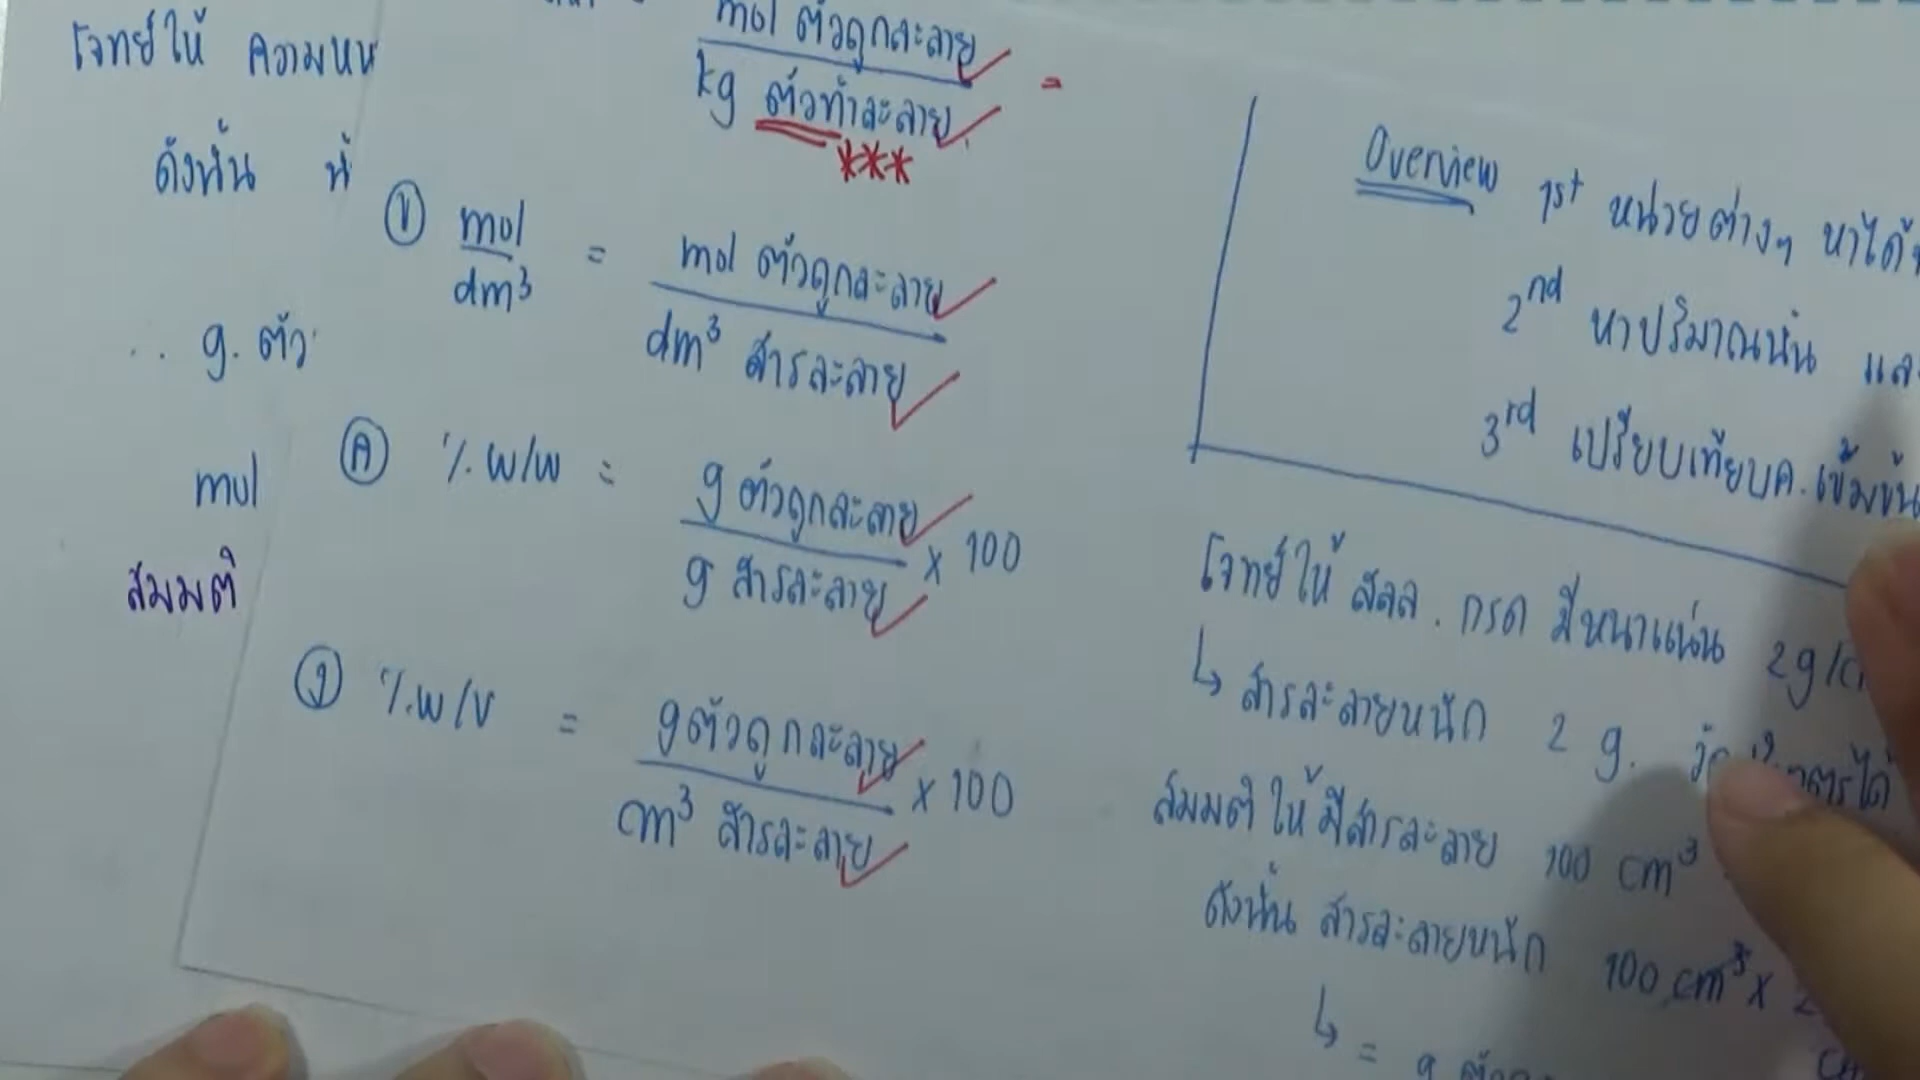 โจทย์ให้ ความหน
ดังนั้น
g. ตัว
mol
สมมติ
mol ตัวถูกละลาย
kg ตัวทำละลาย =
***
ข mol/dm³ = mol ตัวถูกละลาย
dm³ สารละลาย
ค %w/w = g ตัวถูกละลาย × 100
g สารละลาย
ง %w/v = g ตัวถูกละลาย × 100
cm³ สารละลาย
Overview 1st หน่วยต่างๆ หาได้
2nd หาปริมาณนั้น และ
3rd เปรียบเทียบค.เข้มข้น
โจทย์ให้ สลล. กรด มีหนาแน่น 2g/c
↳ สารละลายหนัก 2 g.
สมมติให้ มีสารละลาย 100 cm³
ดังนั้น สารละลายหนัก 100 cm³ × 2
↳ = g